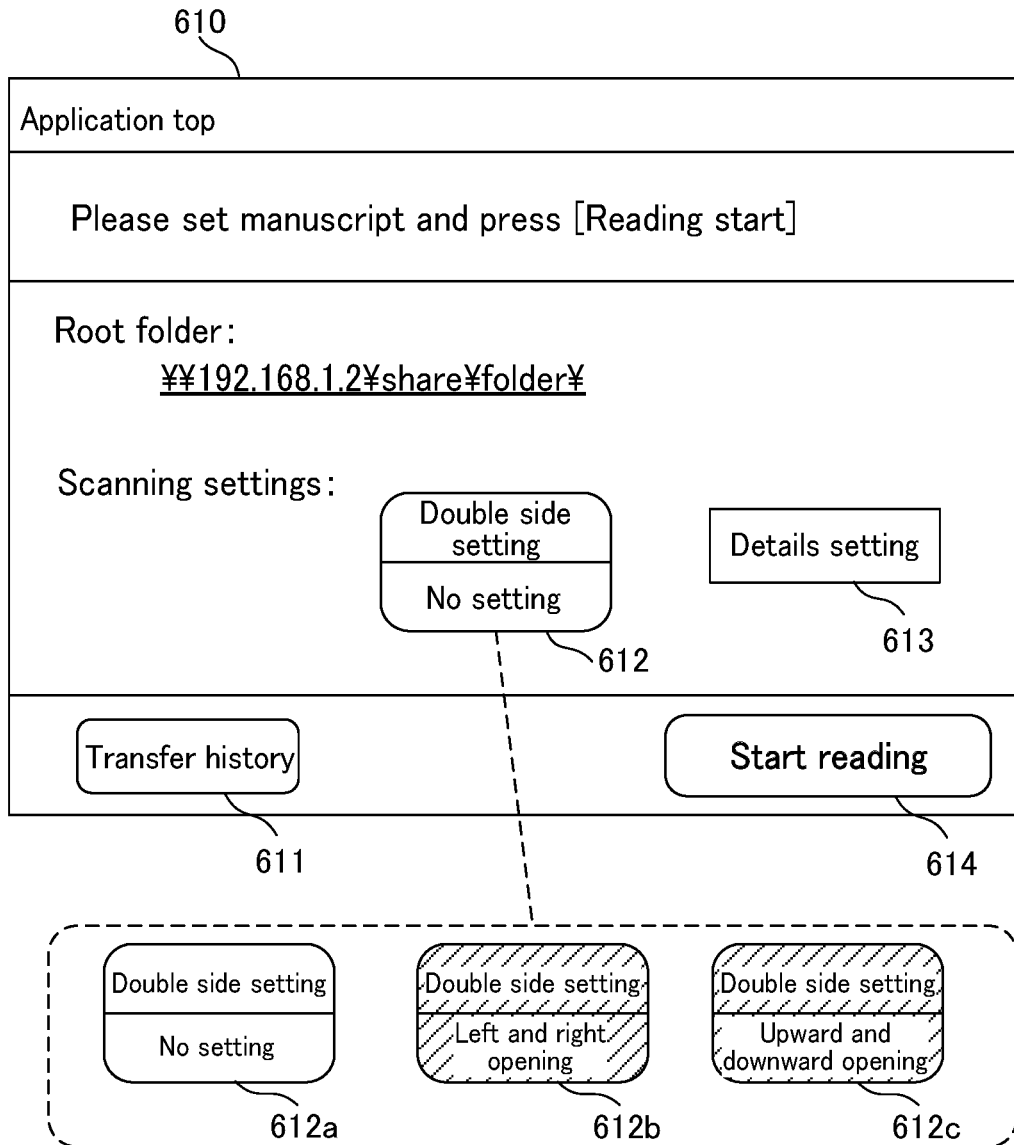 610
Application top
Please set manuscript and press [Reading start]
Root folder:
¥¥192.168.1.2¥share¥folder¥
Scanning settings:
Double side
setting
No setting
612
Details setting
613
Transfer history
611
Start reading
614
Double side setting
No setting
612a
Double side setting
Left and right
opening
612b
Double side setting
Upward and
downward opening
612c